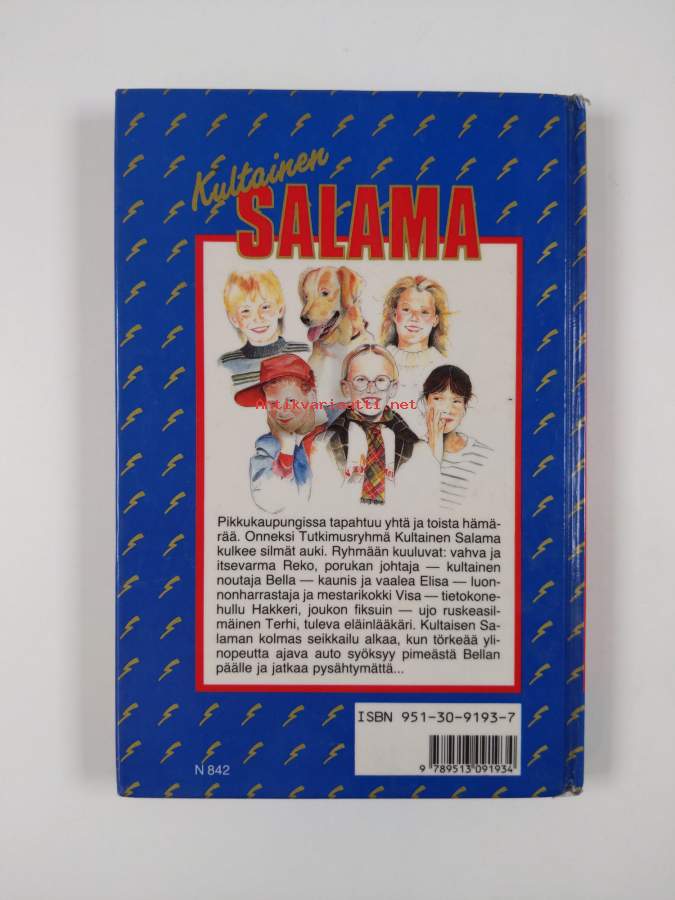 Kultainen
SALAMA
Antikvariaatti.net
Pikkukaupungissa tapahtuu yhtä ja toista hämä-
rää. Onneksi Tutkimusryhmä Kultainen Salama
kulkee silmät auki. Ryhmään kuuluvat: vahva ja
itsevarma Reko, porukan johtaja — kultainen
noutaja Bella — kaunis ja vaalea Elisa — luon-
nonharrastaja ja mestarikokki Visa — tietokone-
hullu Hakkeri, joukon fiksuin — ujo ruskeasil-
mäinen Terhi, tuleva eläinlääkäri. Kultaisen Sa-
laman kolmas seikkailu alkaa, kun törkeää yli-
nopeutta ajava auto syöksyy pimeästä Bellan
päälle ja jatkaa pysähtymättä...
ISBN 951-30-9193-7
9 789513 091934
N 842